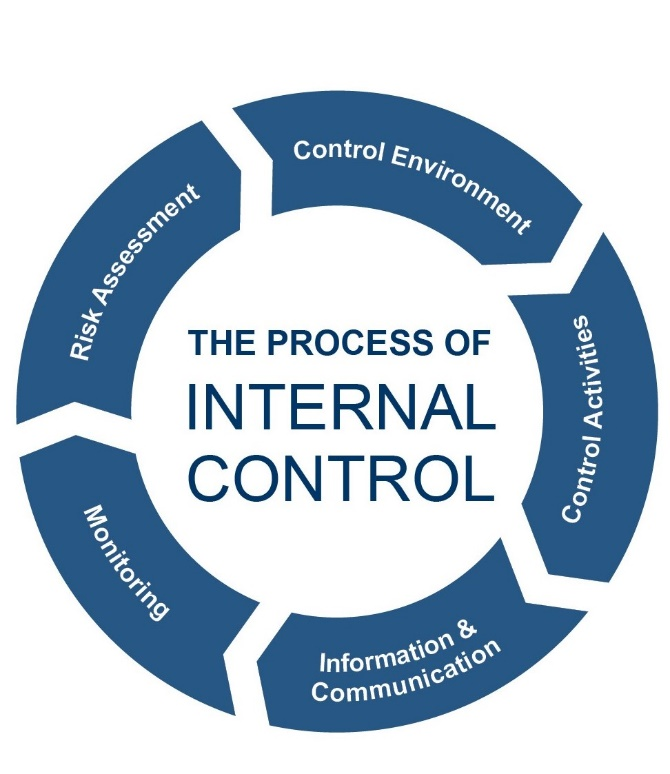 THE PROCESS OF
INTERNAL
CONTROL
Control Environment
Control Activities
Information &
Communication
Monitoring
Risk Assessment